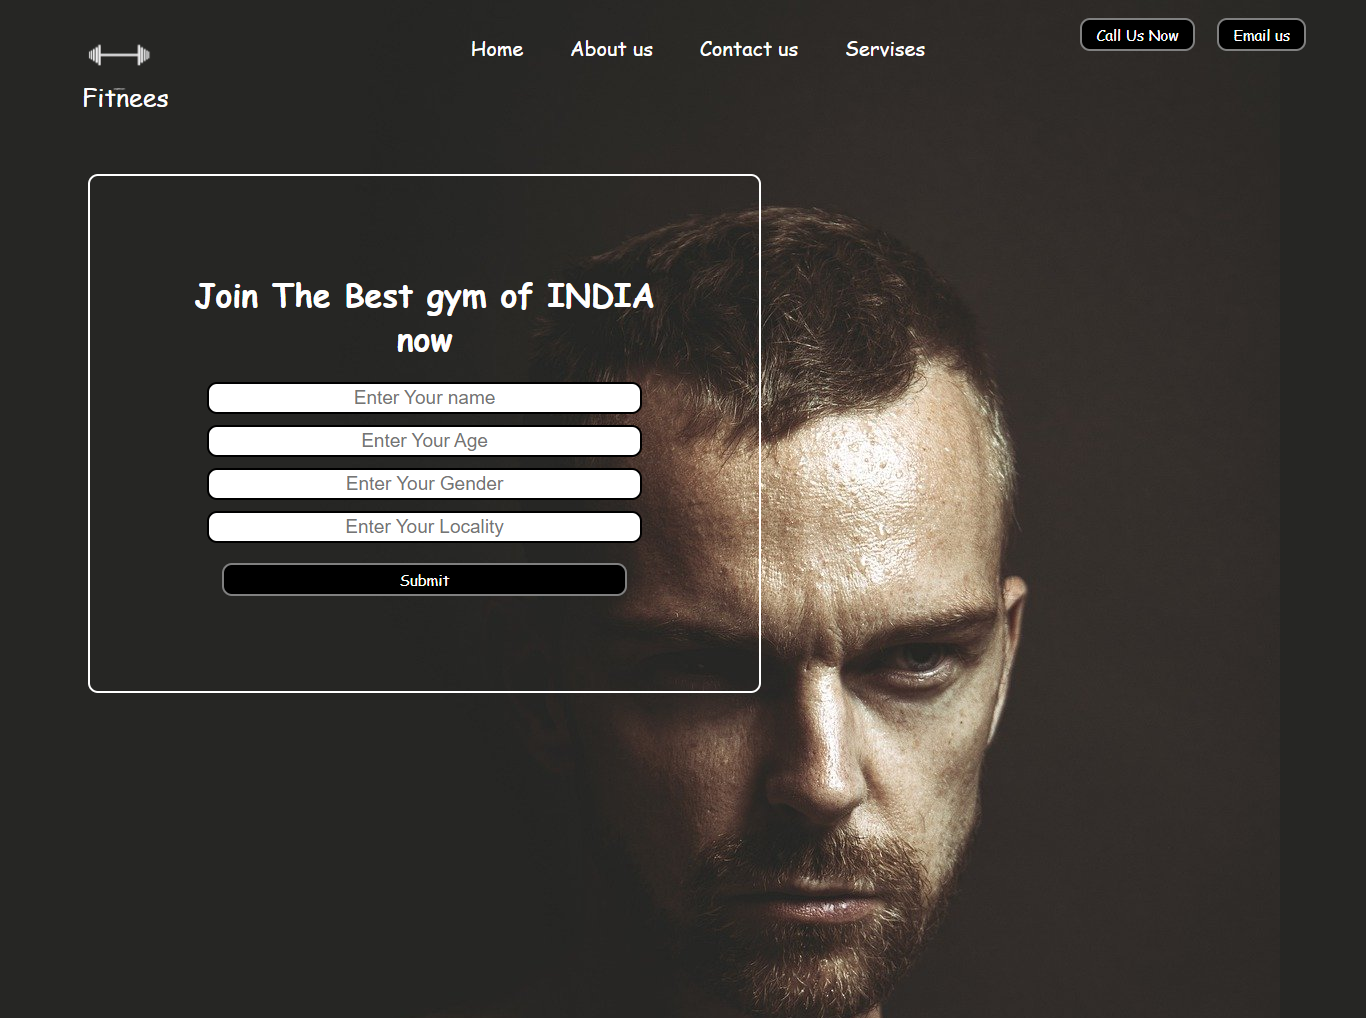 Home About us Contact us Servises
Call Us Now Email us
Fitnees
Join The Best gym of INDIA
now
Enter Your name
Enter Your Age
Enter Your Gender
Enter Your Locality
Submit